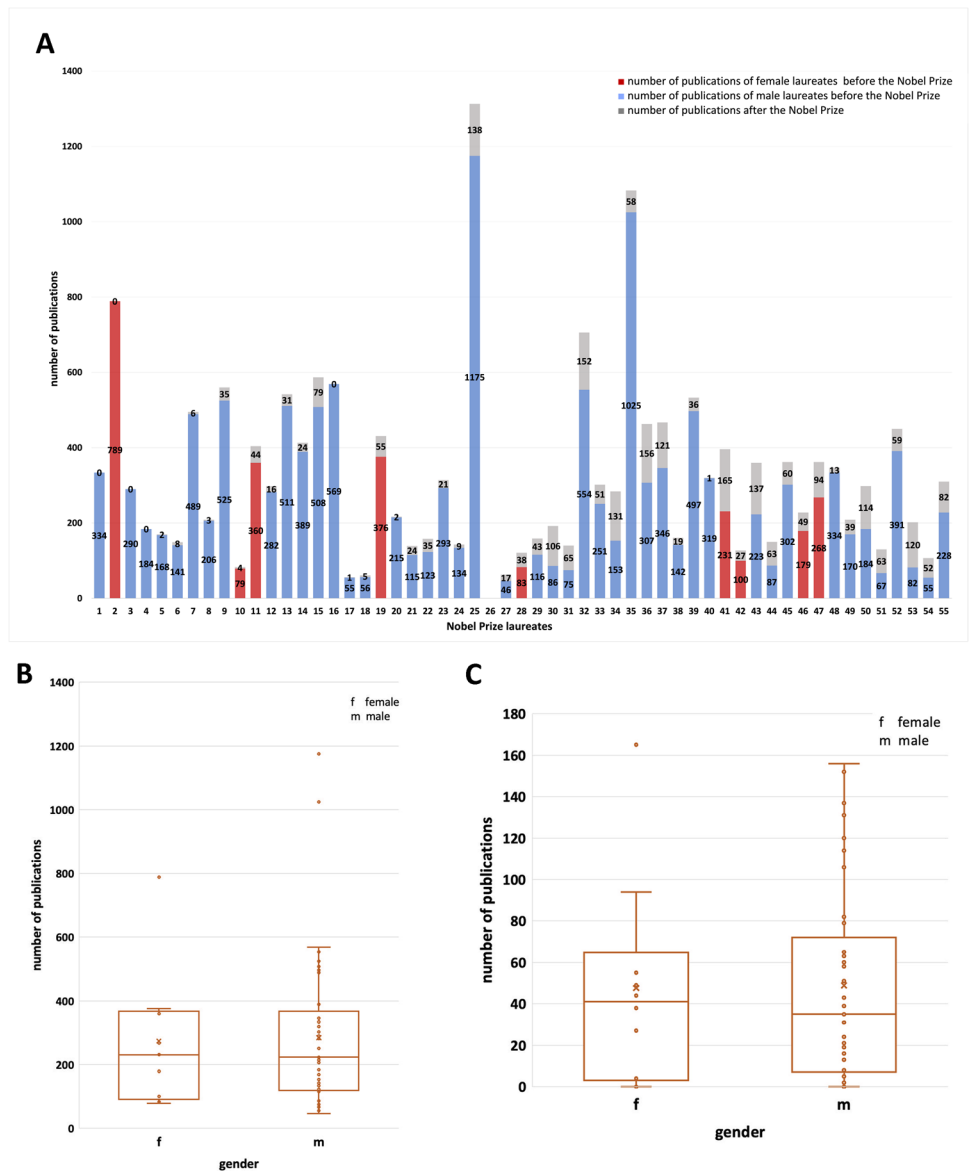 A
1400
number of publications of female laureates before the Nobel Prize
number of publications of male laureates before the Nobel Prize
number of publications after the Nobel Prize
1200
1000
800
600
400
200
0
number of publications
0 0 0 0 2 8 6 3 35 4 44 16 31 24 79 0 1 5 55 2 24 35 21 9 138 17 38 43 106 65 152 51 131 58 156 121 19 36 1 165 27 137 63 60 49 94 13 39 114 63 59 120 52 82
334 789 290 184 168 141 489 206 525 79 360 282 511 389 508 569 55 56 376 215 115 123 293 134 1175 46 83 116 86 75 554 251 153 1025 307 346 142 497 319 231 100 223 87 302 179 268 334 170 184 67 391 82 55 228
1 2 3 4 5 6 7 8 9 10 11 12 13 14 15 16 17 18 19 20 21 22 23 24 25 26 27 28 29 30 31 32 33 34 35 36 37 38 39 40 41 42 43 44 45 46 47 48 49 50 51 52 53 54 55
Nobel Prize laureates
B
1400
f female
m male
1200
1000
800
600
400
200
0
number of publications
f m
gender
C
180
f female
m male
160
140
120
100
80
60
40
20
0
number of publications
f m
gender